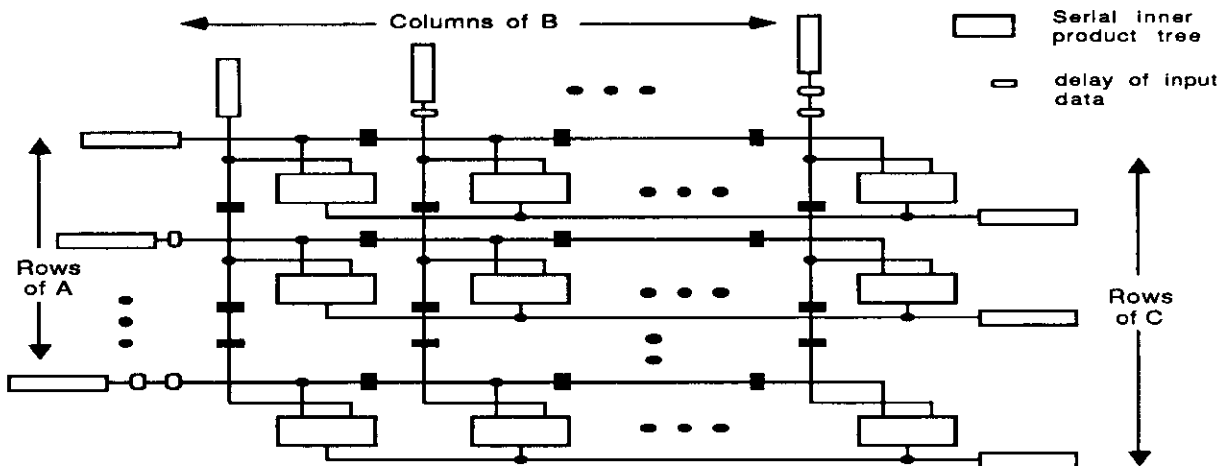 Columns of B
Serial inner
product tree
delay of input
data
Rows
of A
Rows
of C